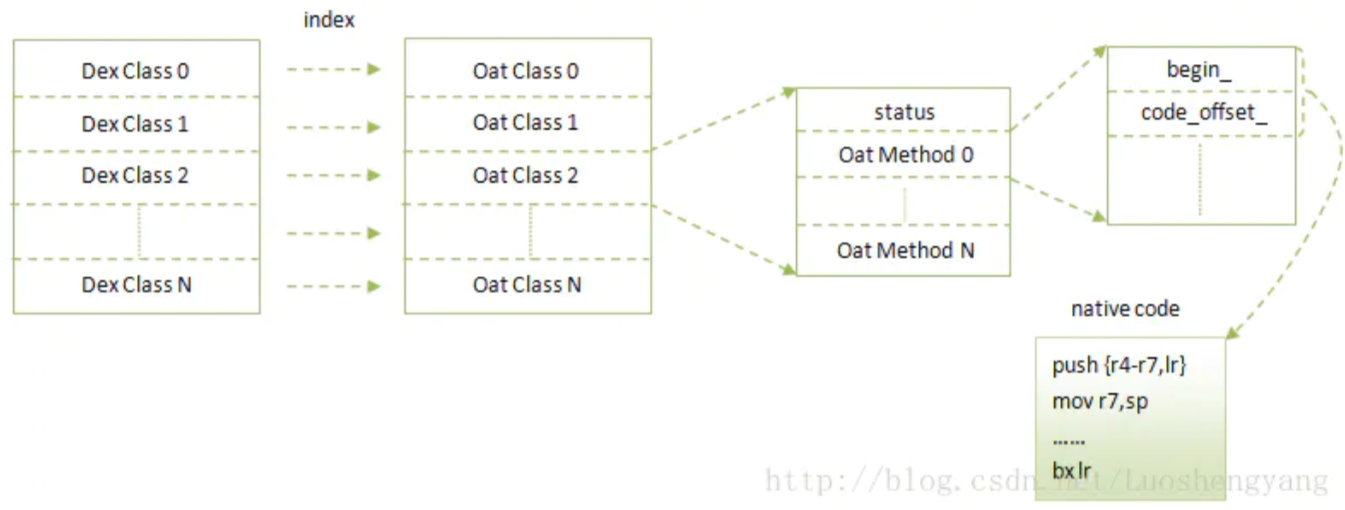 index
Dex Class 0
Dex Class 1
Dex Class 2
Dex Class N
Oat Class 0
Oat Class 1
Oat Class 2
Oat Class N
status
Oat Method 0
Oat Method N
begin_
code_offset_
native code
push {r4-r7,lr}
mov r7,sp
......
bx lr
http://blog.csdn.net/Luoshengyang